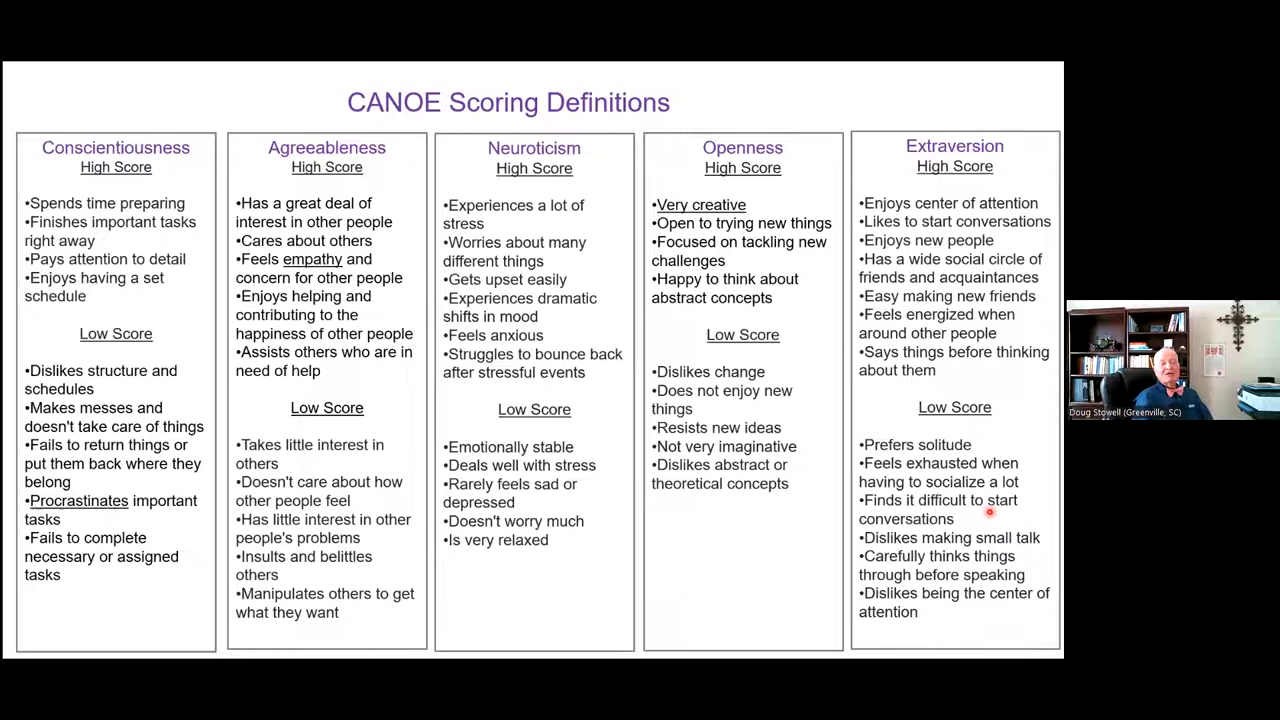 CANOE Scoring Definitions
Conscientiousness
High Score
•Spends time preparing
•Finishes important tasks
right away
•Pays attention to detail
•Enjoys having a set
schedule
Low Score
•Dislikes structure and
schedules
•Makes messes and
doesn't take care of things
•Fails to return things or
put them back where they
belong
•Procrastinates important
tasks
•Fails to complete
necessary or assigned
tasks
Agreeableness
High Score
•Has a great deal of
interest in other people
•Cares about others
•Feels empathy and
concern for other people
•Enjoys helping and
contributing to the
happiness of other people
•Assists others who are in
need of help
Low Score
•Takes little interest in
others
•Doesn't care about how
other people feel
•Has little interest in other
people's problems
•Insults and belittles
others
•Manipulates others to get
what they want
Neuroticism
High Score
•Experiences a lot of
stress
•Worries about many
different things
•Gets upset easily
•Experiences dramatic
shifts in mood
•Feels anxious
•Struggles to bounce back
after stressful events
Low Score
•Emotionally stable
•Deals well with stress
•Rarely feels sad or
depressed
•Doesn't worry much
•Is very relaxed
Openness
High Score
•Very creative
•Open to trying new things
•Focused on tackling new
challenges
•Happy to think about
abstract concepts
Low Score
•Dislikes change
•Does not enjoy new
things
•Resists new ideas
•Not very imaginative
•Dislikes abstract or
theoretical concepts
Extraversion
High Score
•Enjoys center of attention
•Likes to start conversations
•Enjoys new people
•Has a wide social circle of
friends and acquaintances
•Easy making new friends
•Feels energized when
around other people
•Says things before thinking
about them
Low Score
•Prefers solitude
•Feels exhausted when
having to socialize a lot
•Finds it difficult to start
conversations
•Dislikes making small talk
•Carefully thinks things
through before speaking
•Dislikes being the center of
attention
Doug Stowell (Greenville, SC)